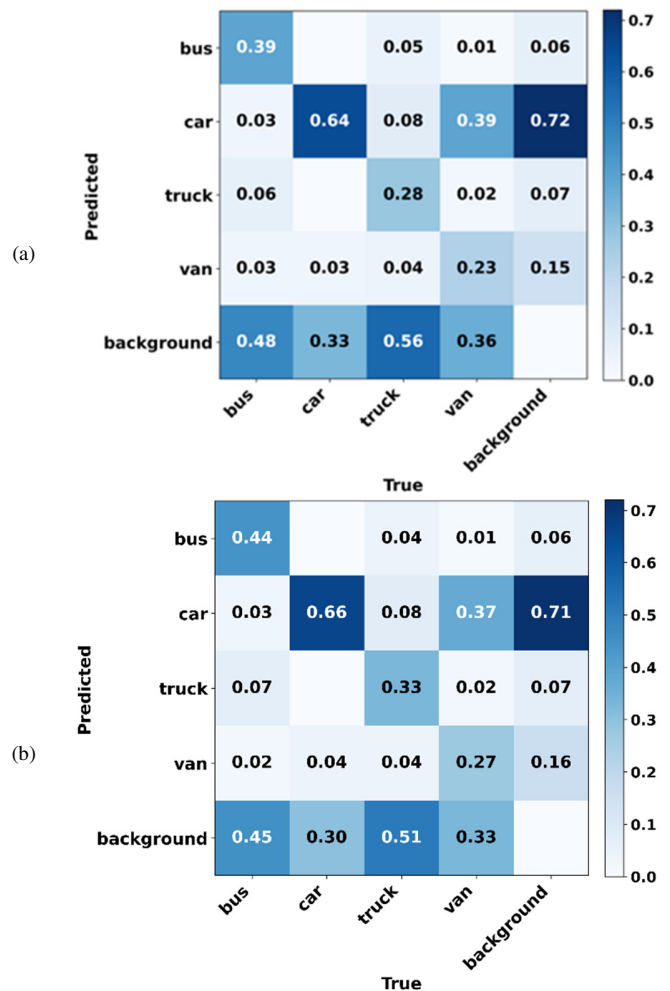 (a)
Predicted
bus 0.39 0.05 0.01 0.06
car 0.03 0.64 0.08 0.39 0.72
truck 0.06 0.28 0.02 0.07
van 0.03 0.03 0.04 0.23 0.15
background 0.48 0.33 0.56 0.36
bus car truck van background
True
0.7
0.6
0.5
0.4
0.3
0.2
0.1
0.0
(b)
Predicted
bus 0.44 0.04 0.01 0.06
car 0.03 0.66 0.08 0.37 0.71
truck 0.07 0.33 0.02 0.07
van 0.02 0.04 0.04 0.27 0.16
background 0.45 0.30 0.51 0.33
bus car truck van background
True
0.7
0.6
0.5
0.4
0.3
0.2
0.1
0.0